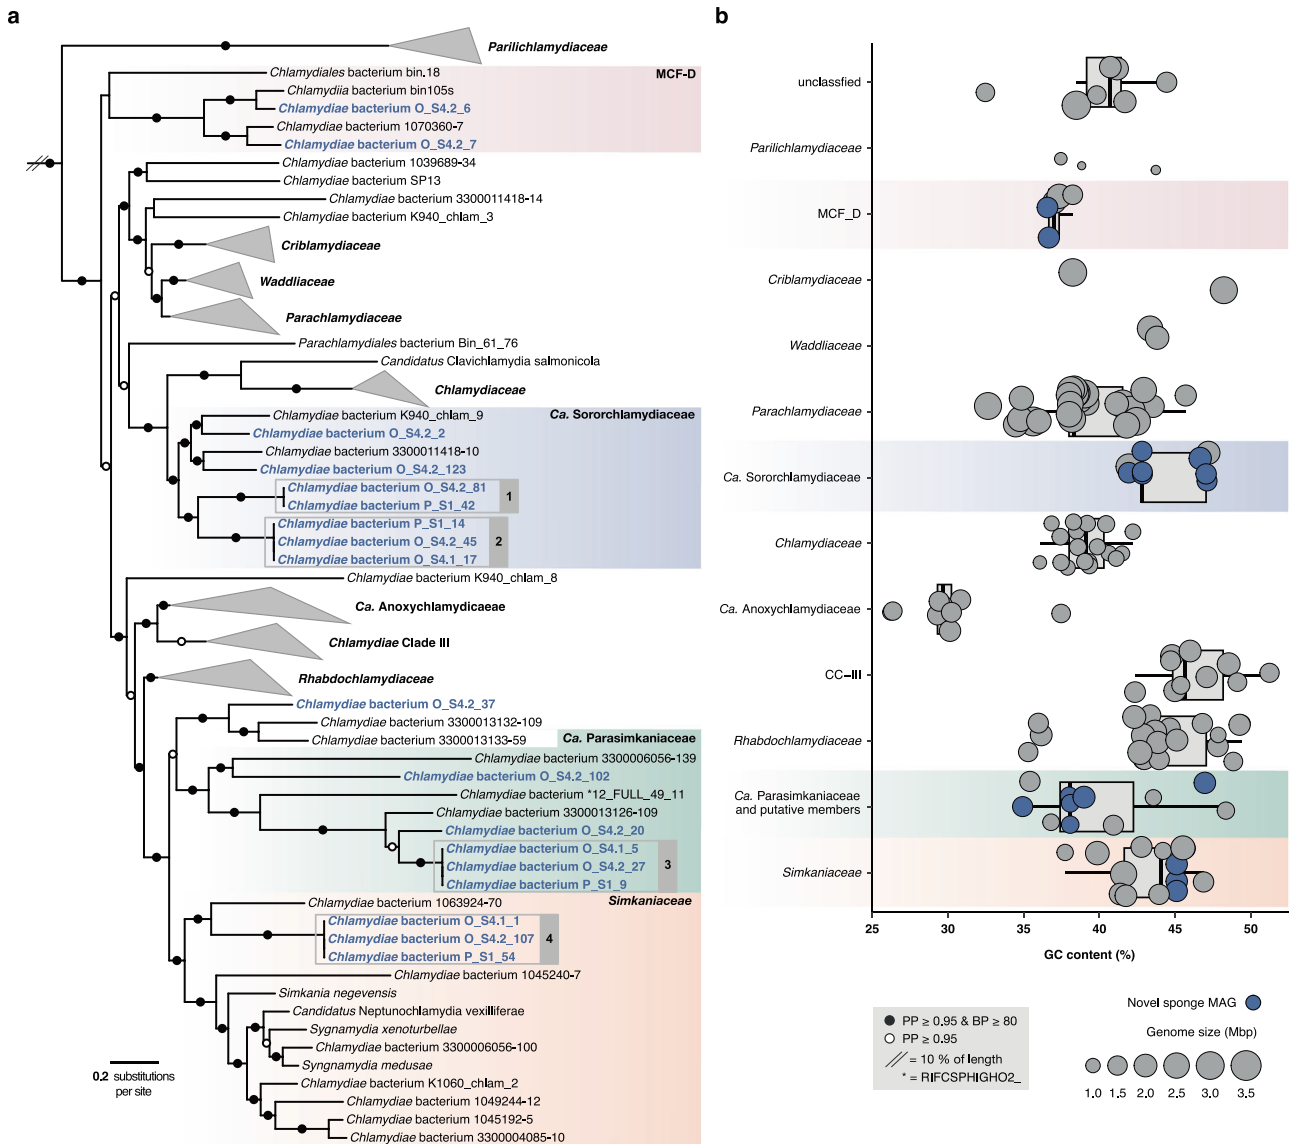 a
Parilichlamydiaceae
Chlamydiales bacterium bin.18
MCF-D
Chlamydiia bacterium bin105s
Chlamydiae bacterium O_S4.2_6
Chlamydiae bacterium 1070360-7
Chlamydiae bacterium O_S4.2_7
Chlamydiae bacterium 1039689-34
Chlamydiae bacterium SP13
Chlamydiae bacterium 3300011418-14
Chlamydiae bacterium K940_chlam_3
Criblamydiaceae
Waddliaceae
Parachlamydiaceae
Parachlamydiales bacterium Bin_61_76
Candidatus Clavichlamydia salmonicola
Chlamydiaceae
Chlamydiae bacterium K940_chlam_9
Ca. Sororchlamydiaceae
Chlamydiae bacterium O_S4.2_2
Chlamydiae bacterium 3300011418-10
Chlamydiae bacterium O_S4.2_123
Chlamydiae bacterium O_S4.2_81
Chlamydiae bacterium P_S1_42
1
Chlamydiae bacterium P_S1_14
Chlamydiae bacterium O_S4.2_45
Chlamydiae bacterium O_S4.1_17
2
Chlamydiae bacterium K940_chlam_8
Ca. Anoxychlamydicaeae
Chlamydiae Clade III
Rhabdochlamydiaceae
Chlamydiae bacterium O_S4.2_37
Chlamydiae bacterium 3300013132-109
Chlamydiae bacterium 3300013133-59
Ca. Parasimkaniaceae
Chlamydiae bacterium 3300006056-139
Chlamydiae bacterium O_S4.2_102
Chlamydiae bacterium *12_FULL_49_11
Chlamydiae bacterium 3300013126-109
Chlamydiae bacterium O_S4.2_20
Chlamydiae bacterium O_S4.1_5
Chlamydiae bacterium O_S4.2_27
Chlamydiae bacterium P_S1_9
3
Simkaniaceae
Chlamydiae bacterium 1063924-70
Chlamydiae bacterium O_S4.1_1
Chlamydiae bacterium O_S4.2_107
Chlamydiae bacterium P_S1_54
4
Chlamydiae bacterium 1045240-7
Simkania negevensis
Candidatus Neptunochlamydia vexilliferae
Sygnamydia xenoturbellae
Chlamydiae bacterium 3300006056-100
Syngnamydia medusae
Chlamydiae bacterium K1060_chlam_2
Chlamydiae bacterium 1049244-12
Chlamydiae bacterium 1045192-5
Chlamydiae bacterium 3300004085-10
0.2 substitutions
per site
b
unclassfied
Parilichlamydiaceae
MCF_D
Criblamydiaceae
Waddliaceae
Parachlamydiaceae
Ca. Sororchlamydiaceae
Chlamydiaceae
Ca. Anoxychlamydiaceae
CC-III
Rhabdochlamydiaceae
Ca. Parasimkaniaceae
and putative members
Simkaniaceae
25 35 40 45 50
GC content (%)
PP ≥ 0.95 & BP ≥ 80
PP ≥ 0.95
// = 10 % of length
* = RIFCSPHIGHO2_
Novel sponge MAG
Genome size (Mbp)
1.0 1.5 2.0 2.5 3.0 3.5